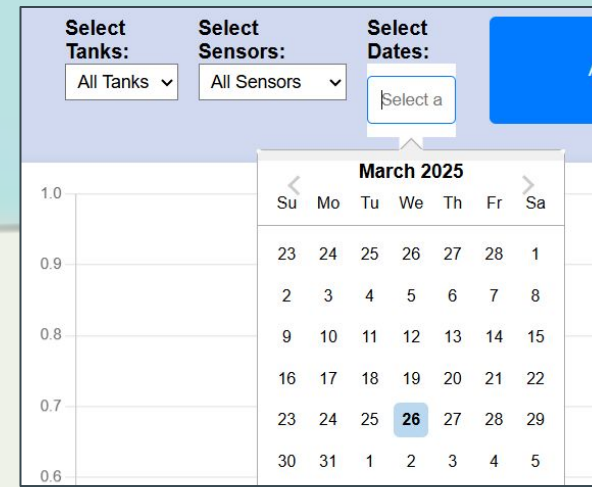 Select Tanks:
Select Sensors:
Select Dates:
All Tanks
All Sensors
Select a
A
March 2025
Su Mo Tu We Th Fr Sa
23 24 25 26 27 28 1
2 3 4 5 6 7 8
9 10 11 12 13 14 15
16 17 18 19 20 21 22
23 24 25 26 27 28 29
30 31 1 2 3 4 5
1.0
0.9
0.8
0.7
0.6